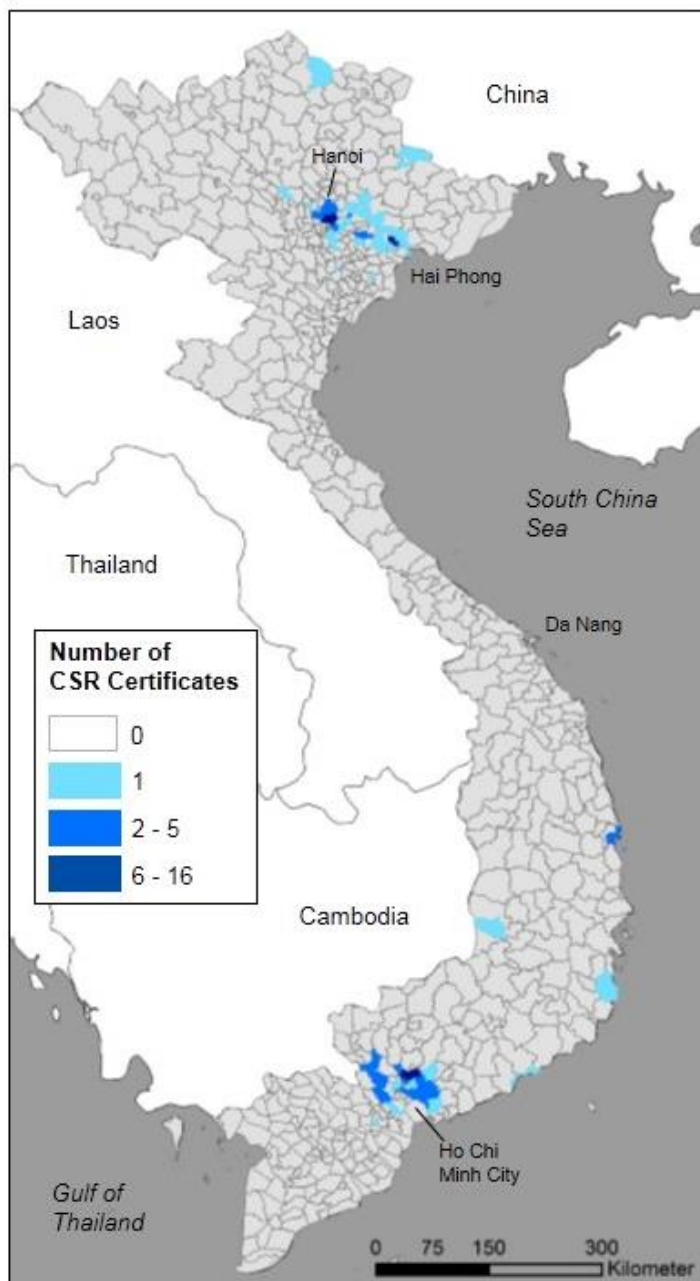 China
Hanoi
Hai Phong
Laos
South China
Sea
Thailand
Da Nang
Number of
CSR Certificates
0
1
2 - 5
6 - 16
Cambodia
Ho Chi
Minh City
Gulf of
Thailand
0 75 150 300
Kilometer